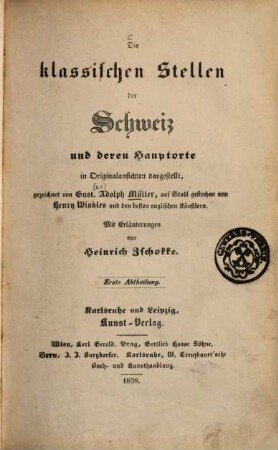 Die
klassischen Stellen
der
Schweiz
und deren Hauptorte
in Originalansichten dargestellt,
gezeichnet von Gust. Adolph Müller, auf Stahl gestochen von
Henry Winkles und den besten englischen Künstlern.
Mit Erläuterungen
von
Heinrich Zschokke.
Erste Abtheilung.
Karlsruhe und Leipzig,
Kunst-Verlag.
Wien, Karl Gerold. Prag, Gottlieb Haase Söhne.
Bern, J. J. Burgdorfer. Karlsruhe, W. Creuzbauer'sche
Buch- und Kunsthandlung.
1838.